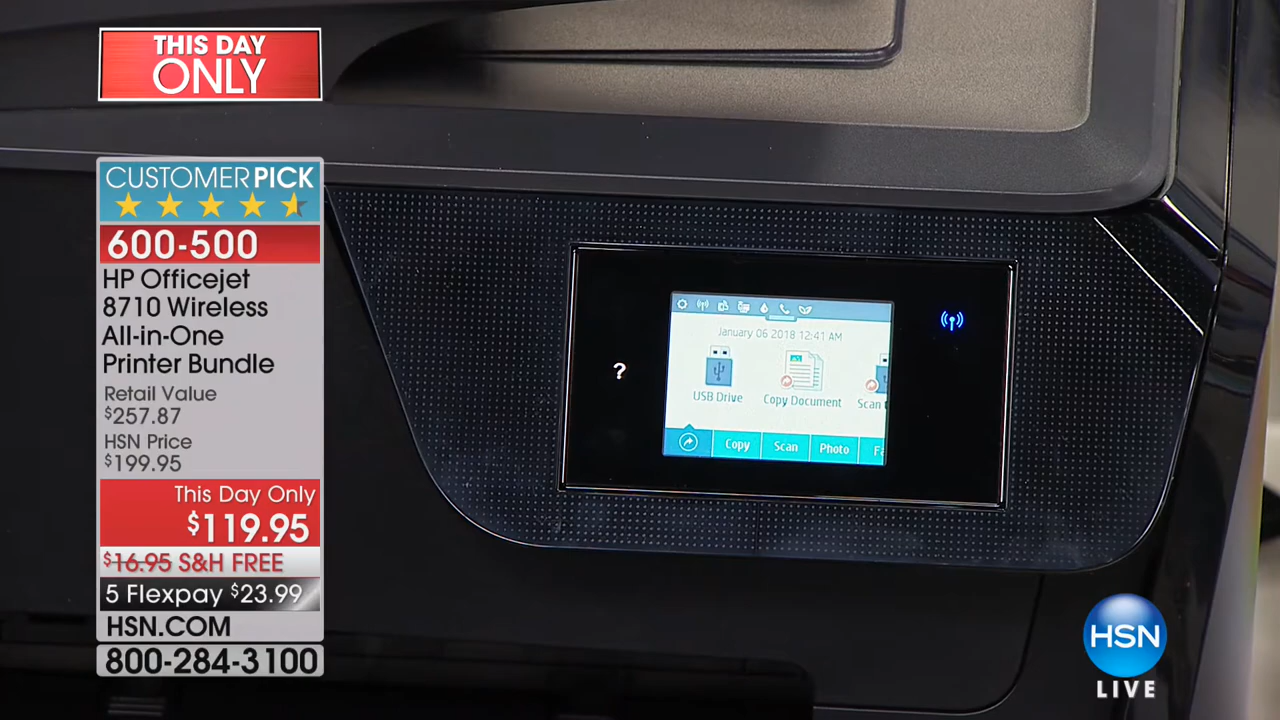 THIS DAY
ONLY
CUSTOMER PICK
600-500
HP Officejet
8710 Wireless
All-in-One
Printer Bundle
Retail Value
$257.87
HSN Price
$199.95
This Day Only
$119.95
$16.95 S&H FREE
5 Flexpay $23.99
HSN.COM
800-284-3100
January 06 2018 12:41 AM
?
USB Drive
Copy Document
Scan
Copy
Scan
Photo
HSN
LIVE